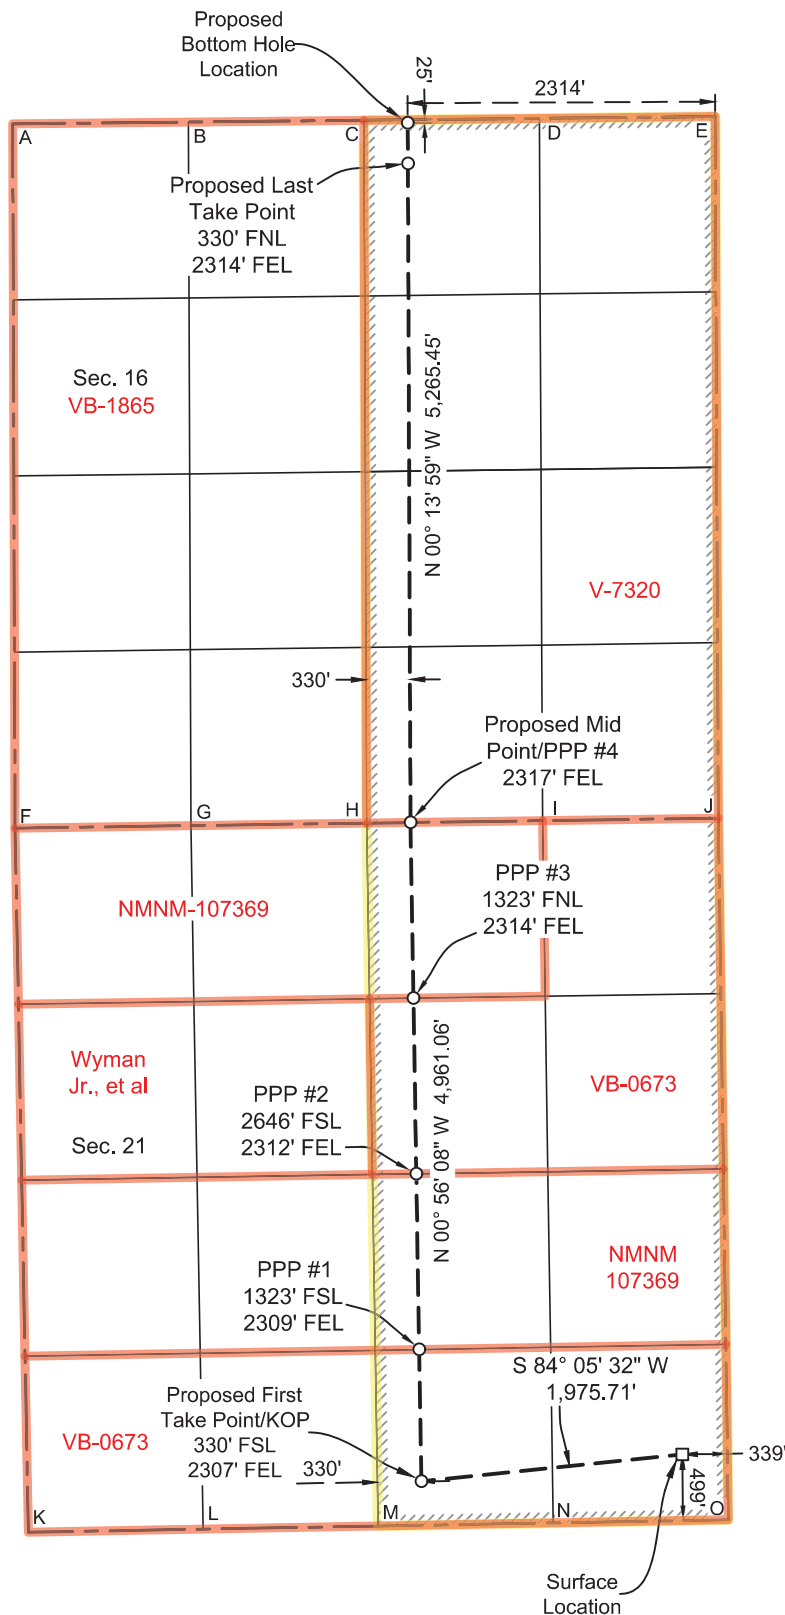 Proposed
Bottom Hole
Location
25'
2314'
A
B
C
D
E
Proposed Last
Take Point
330' FNL
2314' FEL
Sec. 16
VB-1865
N 00° 13' 59" W  5,265.45'
V-7320
330'
Proposed Mid
Point/PPP #4
2317' FEL
F
G
H
I
J
PPP #3
1323' FNL
2314' FEL
NMNM-107369
Wyman
Jr., et al
Sec. 21
PPP #2
2646' FSL
2312' FEL
VB-0673
N 00° 56' 08" W  4,961.06'
NMNM
107369
PPP #1
1323' FSL
2309' FEL
S 84° 05' 32" W
1,975.71'
Proposed First
Take Point/KOP
330' FSL
2307' FEL
VB-0673
330'
339'
499'
K
L
M
N
O
Surface
Location